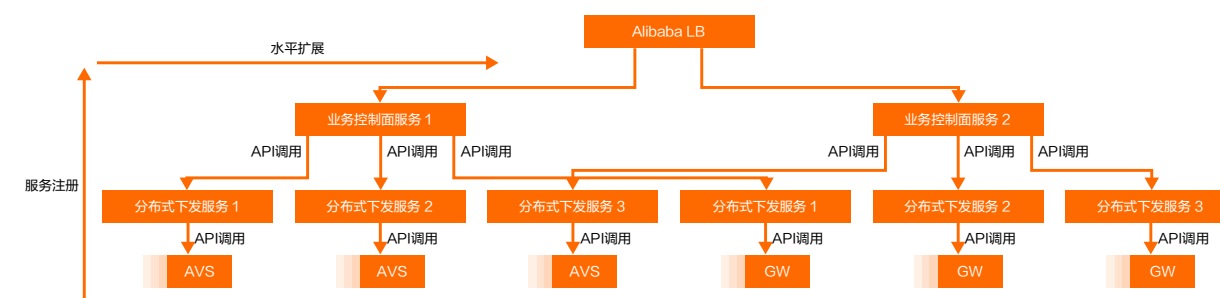 Alibaba LB
水平扩展
业务控制面服务 1
业务控制面服务 2
API调用
API调用
API调用
API调用
API调用
API调用
服务注册
分布式下发服务 1
分布式下发服务 2
分布式下发服务 3
分布式下发服务 1
分布式下发服务 2
分布式下发服务 3
API调用
API调用
API调用
API调用
API调用
API调用
AVS
AVS
AVS
GW
GW
GW